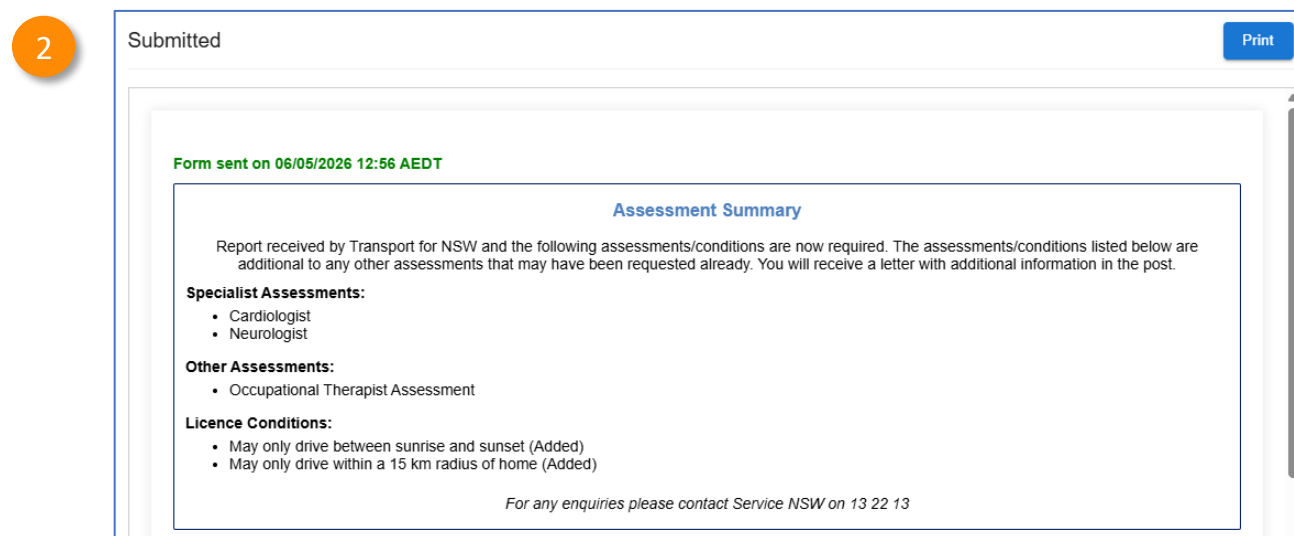 2
Submitted
Print
Form sent on 06/05/2026 12:56 AEDT
Assessment Summary
Report received by Transport for NSW and the following assessments/conditions are now required. The assessments/conditions listed below are
additional to any other assessments that may have been requested already. You will receive a letter with additional information in the post.
Specialist Assessments:
• Cardiologist
• Neurologist
Other Assessments:
• Occupational Therapist Assessment
Licence Conditions:
• May only drive between sunrise and sunset (Added)
• May only drive within a 15 km radius of home (Added)
For any enquiries please contact Service NSW on 13 22 13